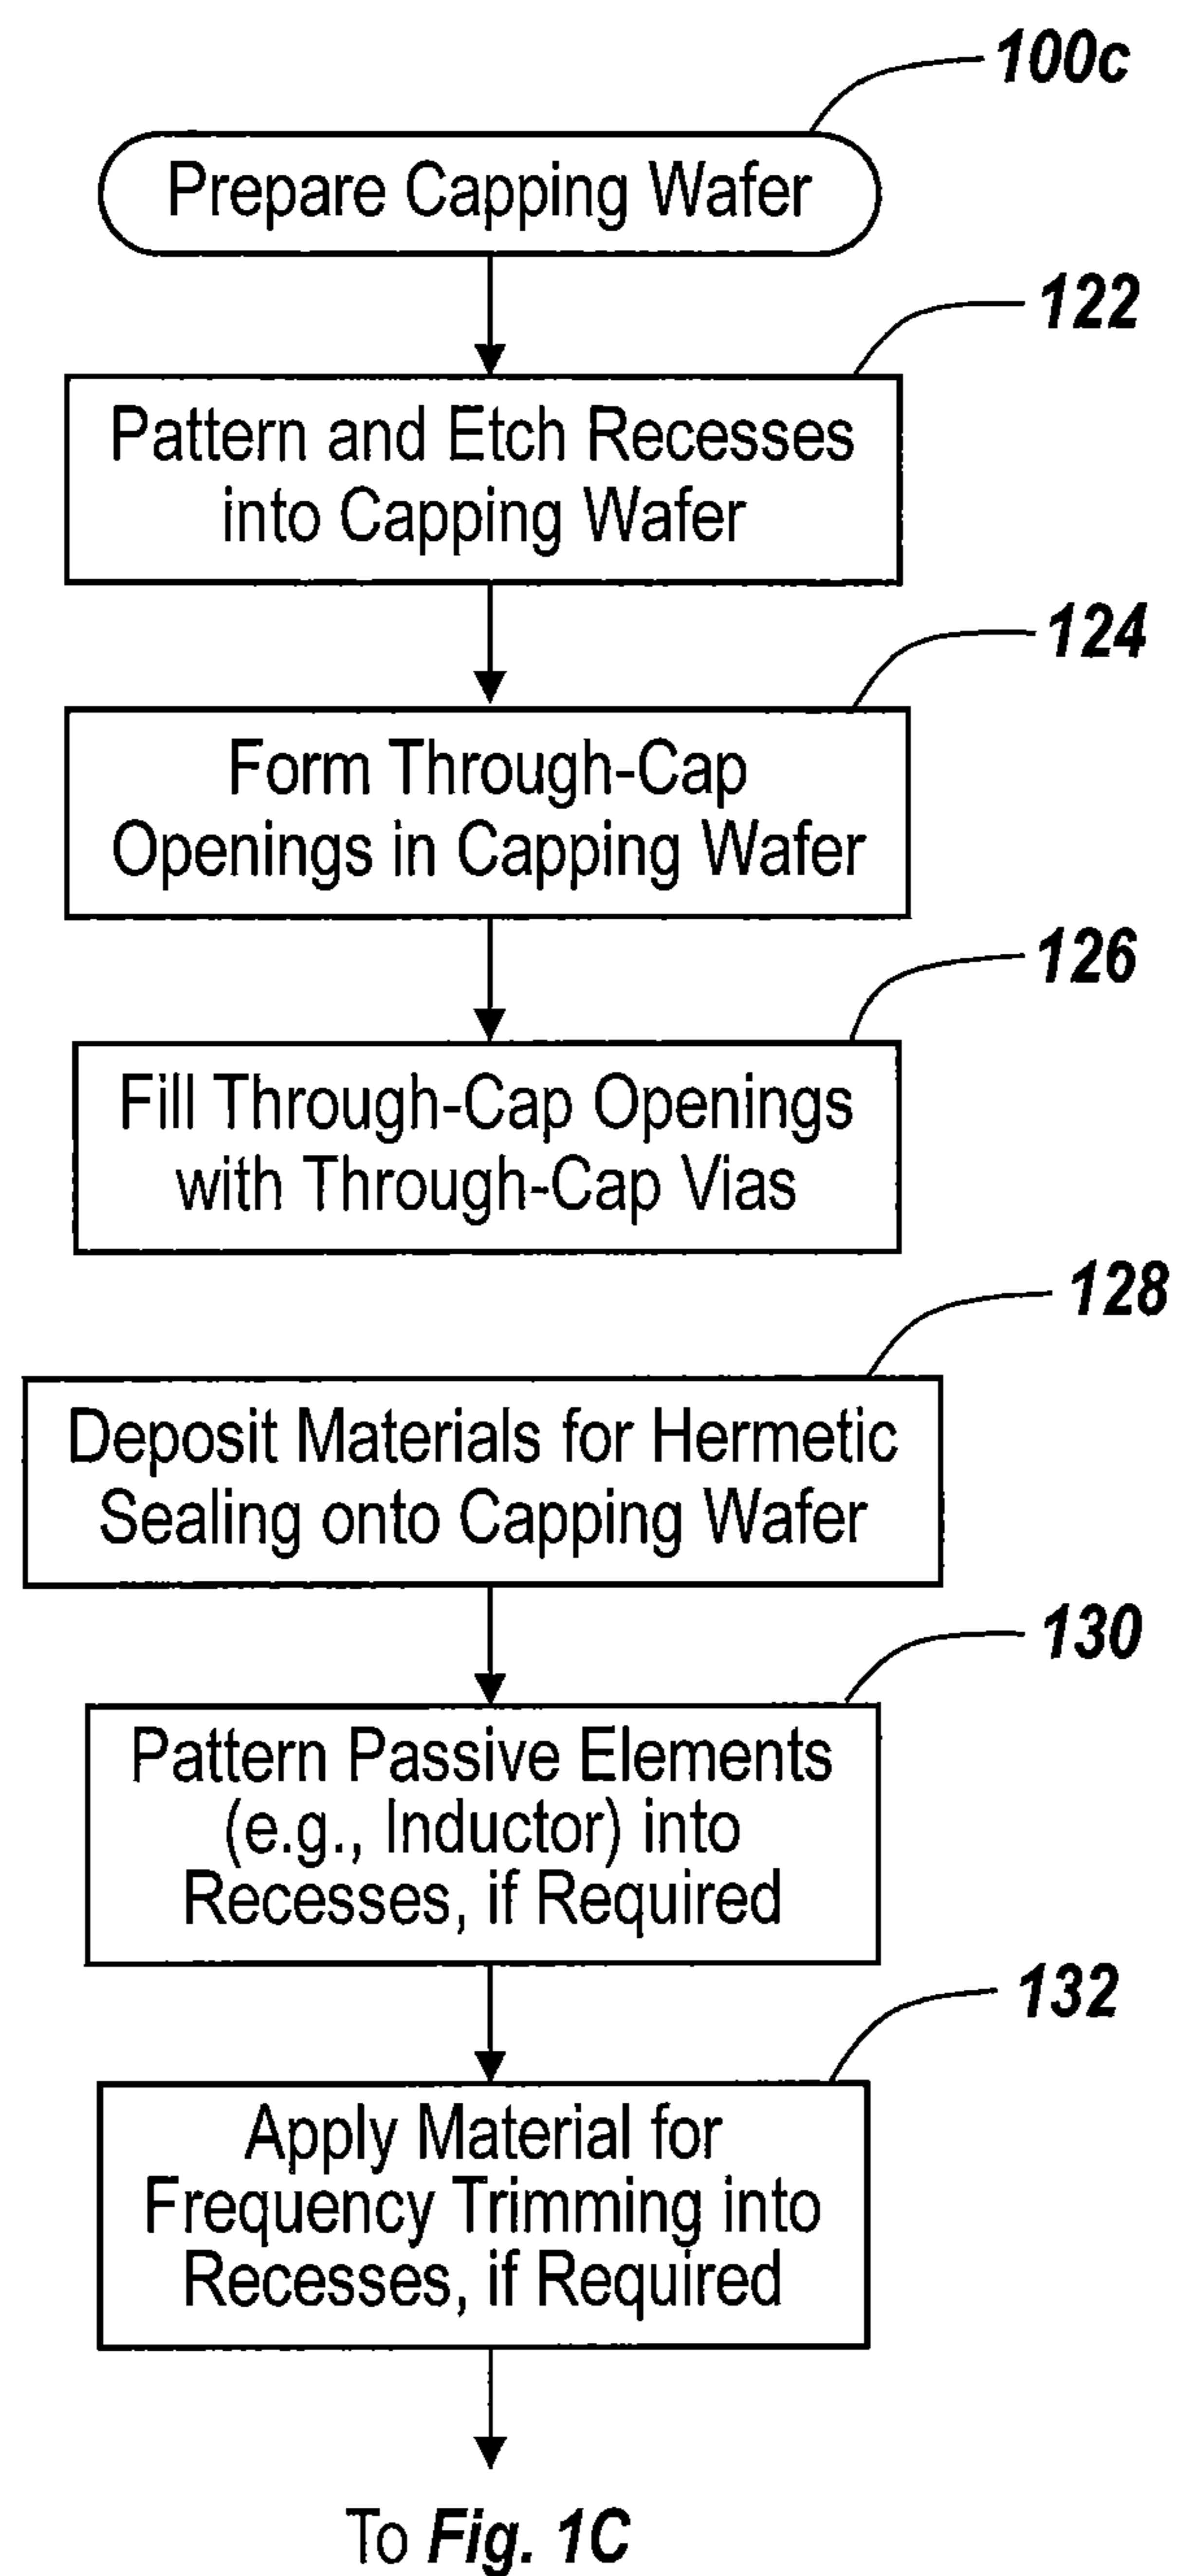 100c
Prepare Capping Wafer
122
Pattern and Etch Recesses
into Capping Wafer
124
Form Through-Cap
Openings in Capping Wafer
126
Fill Through-Cap Openings
with Through-Cap Vias
128
Deposit Materials for Hermetic
Sealing onto Capping Wafer
130
Pattern Passive Elements
(e.g., Inductor) into
Recesses, if Required
132
Apply Material for
Frequency Trimming into
Recesses, if Required
To Fig. 1C